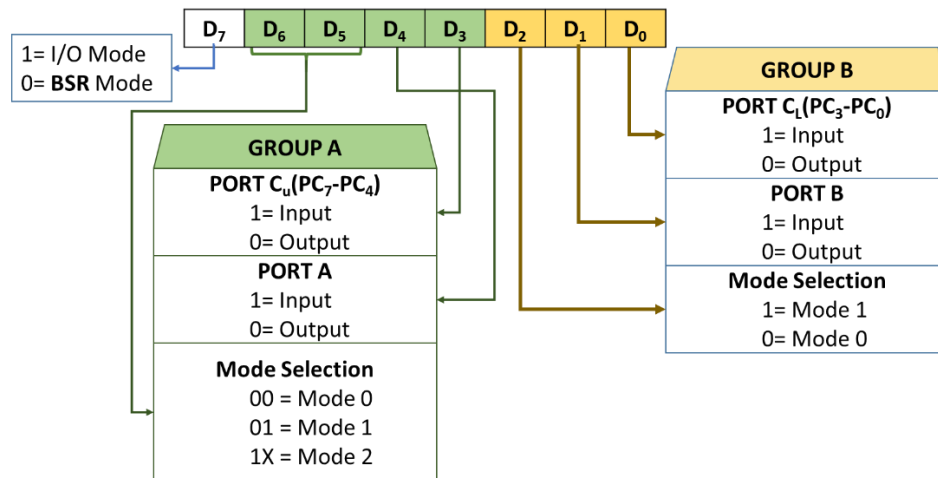 D₇ D₆ D₅ D₄ D₃ D₂ D₁ D₀
1= I/O Mode
0= BSR Mode
GROUP A
PORT Cᵤ(PC₇-PC₄)
1= Input
0= Output
PORT A
1= Input
0= Output
Mode Selection
00 = Mode 0
01 = Mode 1
1X = Mode 2
GROUP B
PORT C_L(PC₃-PC₀)
1= Input
0= Output
PORT B
1= Input
0= Output
Mode Selection
1= Mode 1
0= Mode 0